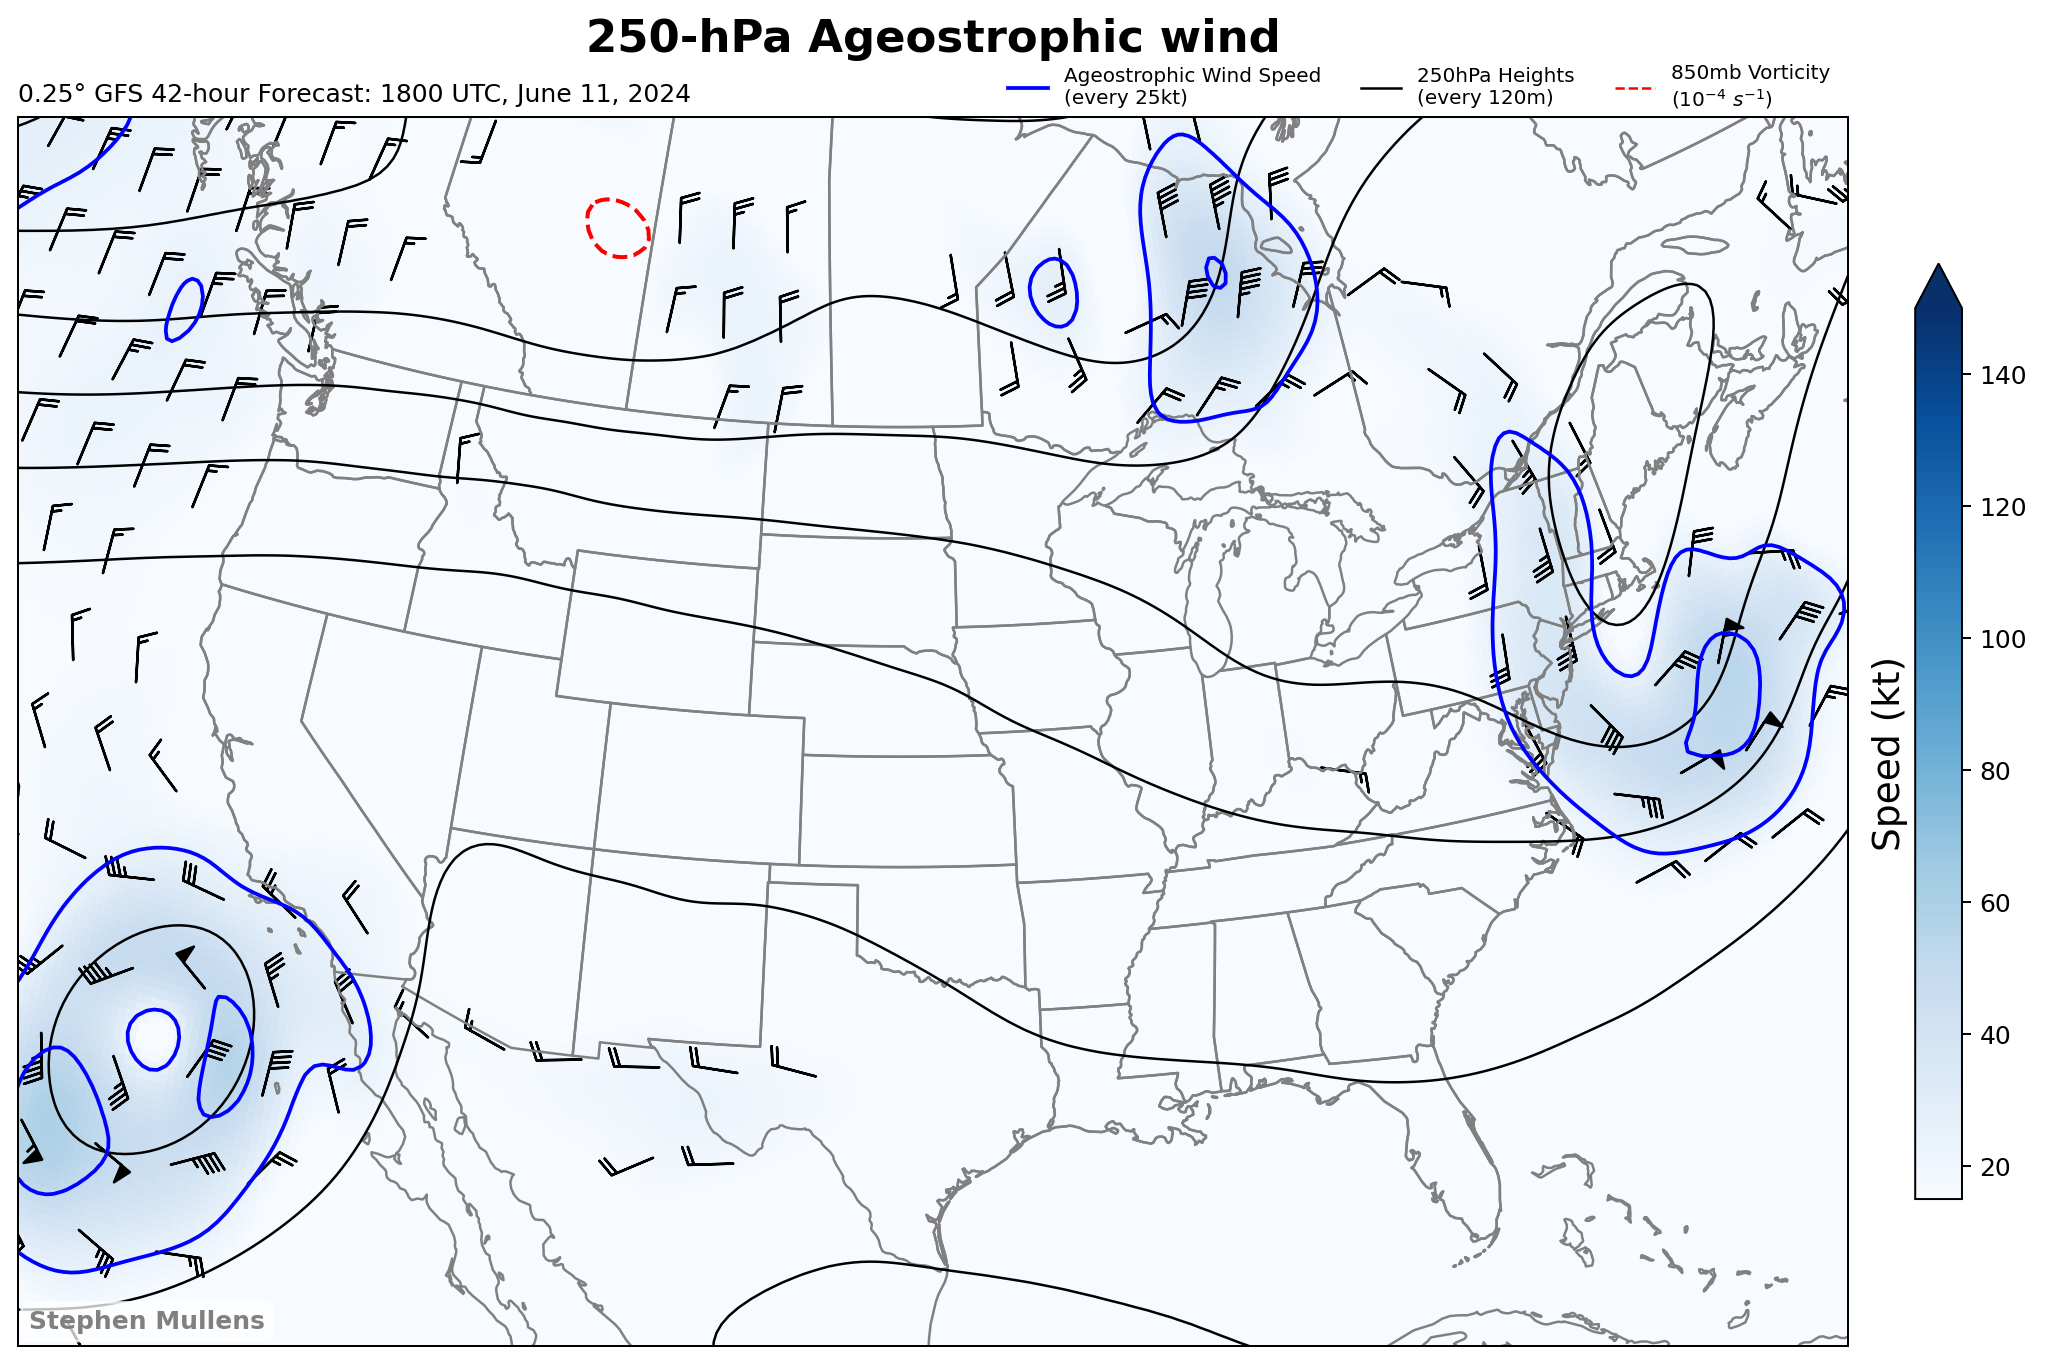 250-hPa Ageostrophic wind
0.25° GFS 42-hour Forecast: 1800 UTC, June 11, 2024
Ageostrophic Wind Speed
(every 25kt)
250hPa Heights
(every 120m)
850mb Vorticity
(10⁻⁴ s⁻¹)
140
120
100
80
60
40
20
Speed (kt)
Stephen Mullens